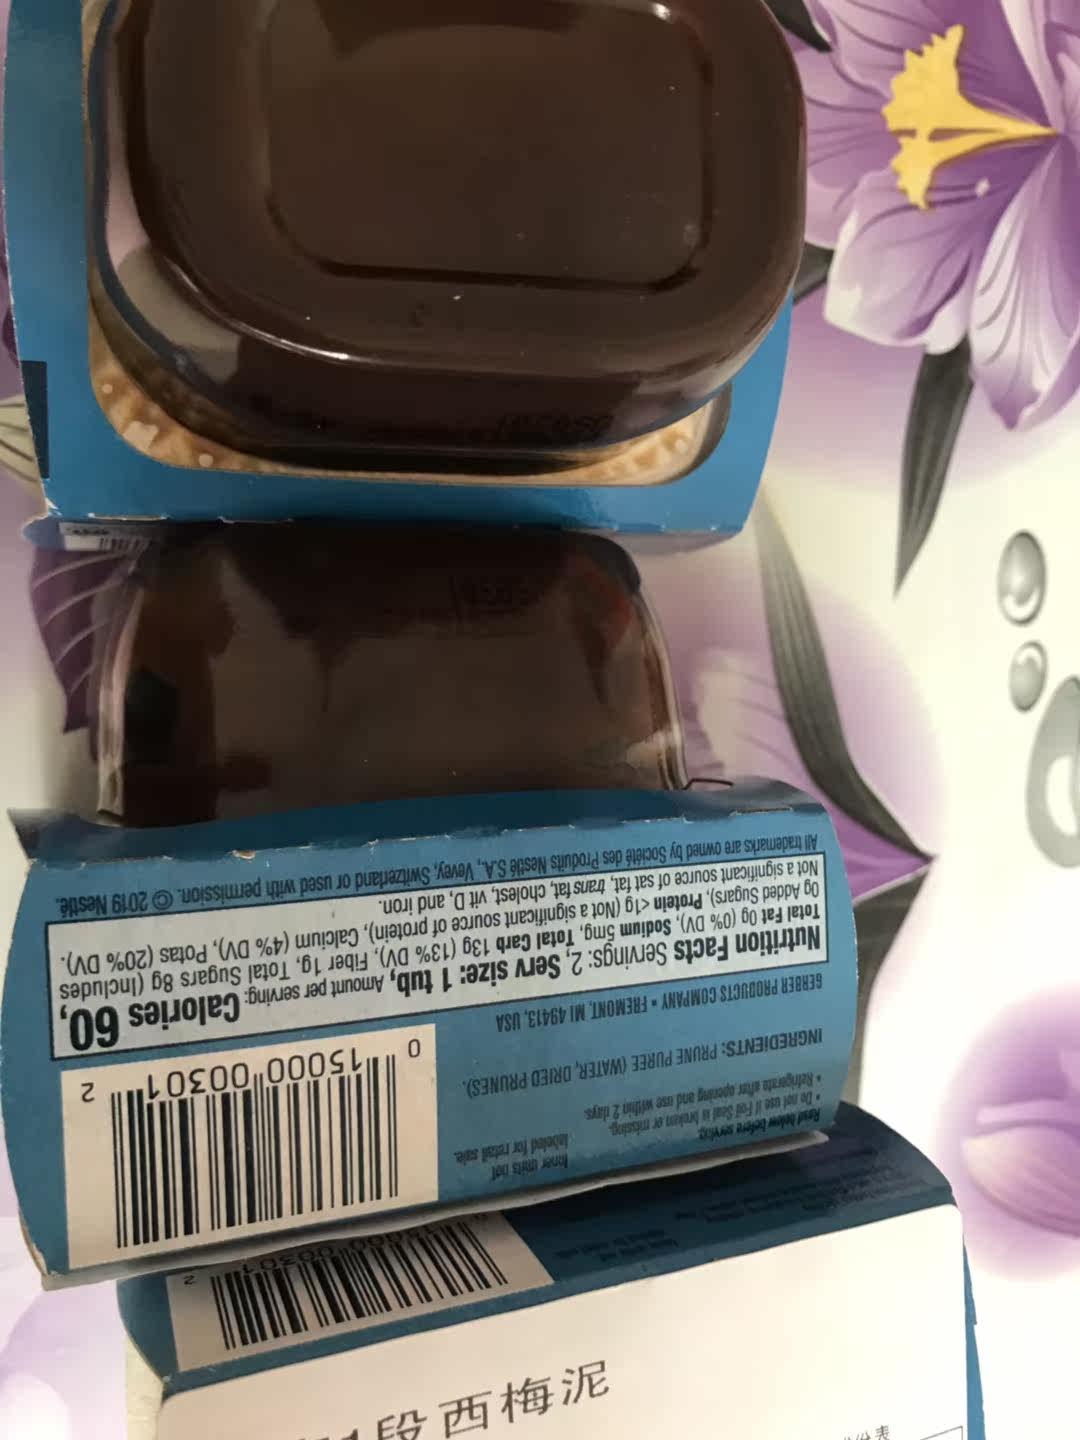 All trademarks are owned by Société des Produits Nestlé S.A., Vevey, Switzerland or used with permission. © 2019 Nestlé.
Nutrition Facts Servings: 2, Serv size: 1 tub, Amount per serving: Calories 60,
Total Fat 0g (0% DV), Sodium 5mg, Total Carb 13g (13% DV), Fiber 1g, Total Sugars 8g (Includes
0g Added Sugars), Protein <1g (Not a significant source of protein), Calcium (4% DV), Potas (20% DV).
Not a significant source of sat fat, trans fat, cholest, vit D, and iron.
GERBER PRODUCTS COMPANY • FREMONT, MI 49413, USA
INGREDIENTS: PRUNE PUREE (WATER, DRIED PRUNES).
Read below before serving.
• Do not use if Foil Seal is broken or missing.
• Refrigerate after opening and use within 2 days.
Inner units not
labeled for retail sale.
0 15000 00301 2
15000 00301 2
段西梅泥